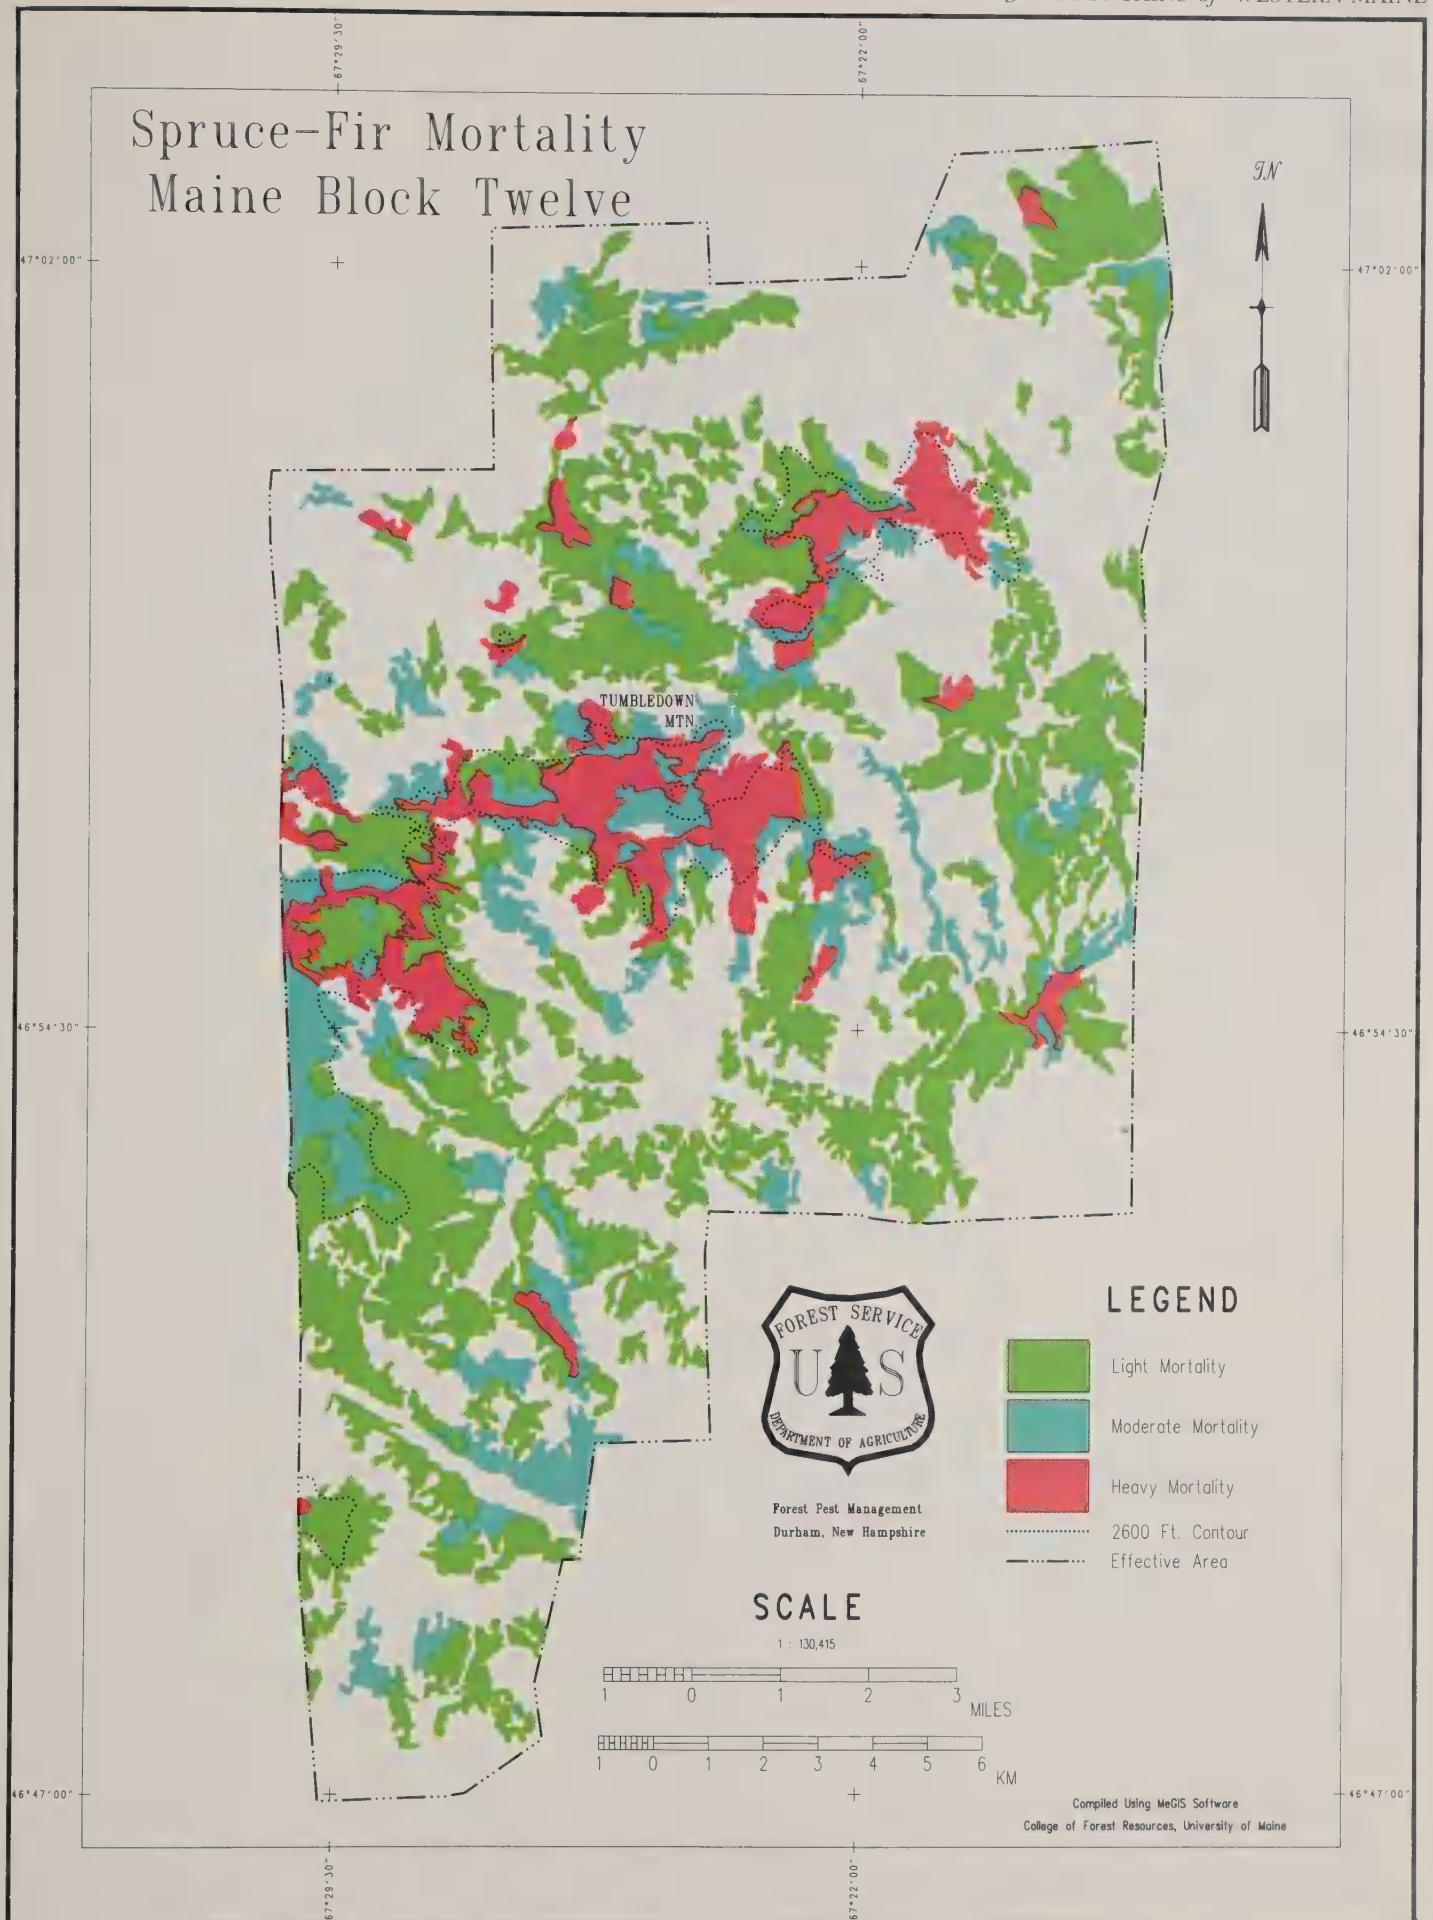 WESTERN MAINE
67°29'30"
67°22'00"
Spruce-Fir Mortality
Maine Block Twelve
N
47°02'00"
47°02'00"
TUMBLEDOWN
MTN
46°54'30"
46°54'30"
FOREST SERVICE
U S
DEPARTMENT OF AGRICULTURE
Forest Pest Management
Durham, New Hampshire
LEGEND
Light Mortality
Moderate Mortality
Heavy Mortality
2600 Ft. Contour
Effective Area
SCALE
1 : 130,415
1 0 1 2 3
MILES
1 0 1 2 3 4 5 6
KM
46°47'00"
46°47'00"
Compiled Using MeGIS Software
College of Forest Resources, University of Maine
67°29'30"
67°22'00"